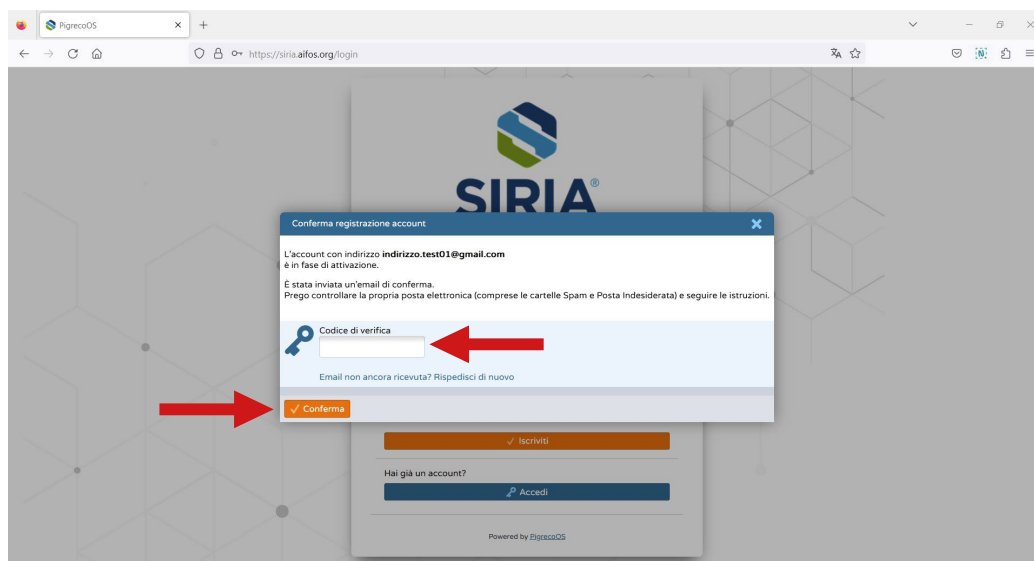 PigrecoOS
https://siria.aifos.org/login
SIRIA®
Conferma registrazione account
L'account con indirizzo indirizzo.test01@gmail.com
è in fase di attivazione.
È stata inviata un'email di conferma.
Prego controllare la propria posta elettronica (comprese le cartelle Spam e Posta Indesiderata) e seguire le istruzioni.
Codice di verifica
Email non ancora ricevuta? Rispedisci di nuovo
Conferma
Iscriviti
Hai già un account?
Accedi
Powered by PigrecoOS